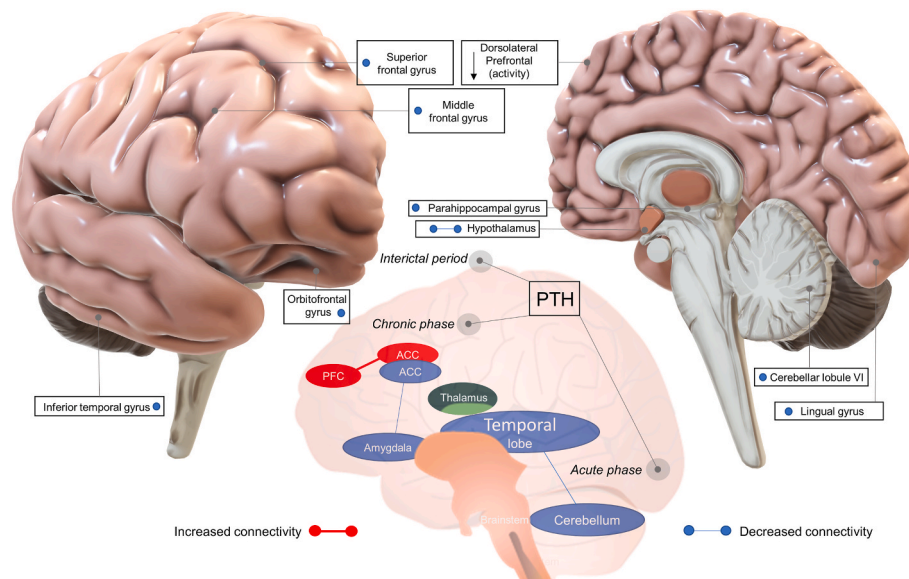 Superior
frontal gyrus
Dorsolateral
Prefrontal
(activity)
Middle
frontal gyrus
Parahippocampal gyrus
Hypothalamus
Interictal period
PTH
Orbitofrontal
gyrus
Chronic phase
ACC
PFC
ACC
Cerebellar lobule VI
Thalamus
Inferior temporal gyrus
Lingual gyrus
Temporal
lobe
Amygdala
Acute phase
Brainstem
Cerebellum
Increased connectivity
Decreased connectivity